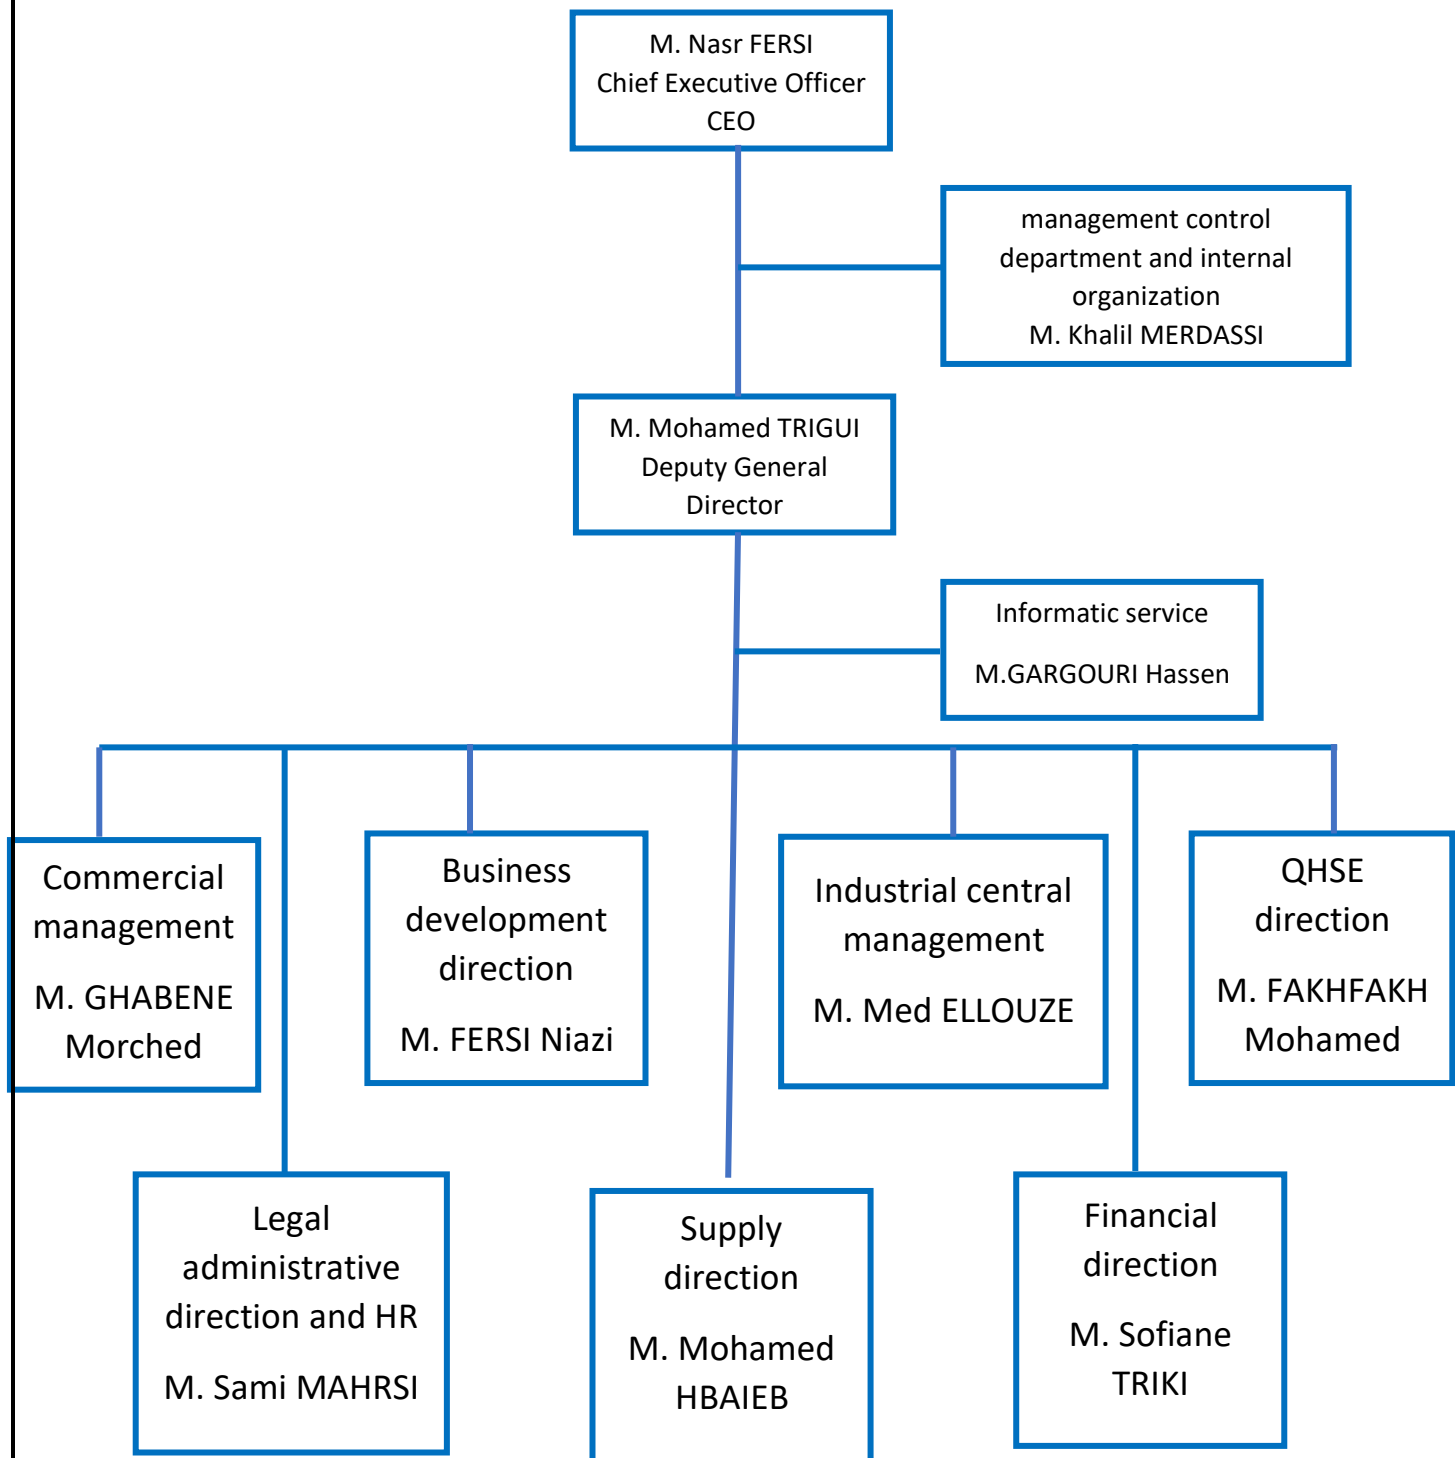 M. Nasr FERSI
Chief Executive Officer
CEO
management control
department and internal
organization
M. Khalil MERDASSI
M. Mohamed TRIGUI
Deputy General
Director
Informatic service
M.GARGOURI Hassen
Commercial
management
M. GHABENE
Morched
Business
development
direction
M. FERSI Niazi
Industrial central
management
M. Med ELLOUZE
QHSE
direction
M. FAKHFAKH
Mohamed
Legal
administrative
direction and HR
M. Sami MAHRSI
Supply
direction
M. Mohamed
HBAIEB
Financial
direction
M. Sofiane
TRIKI